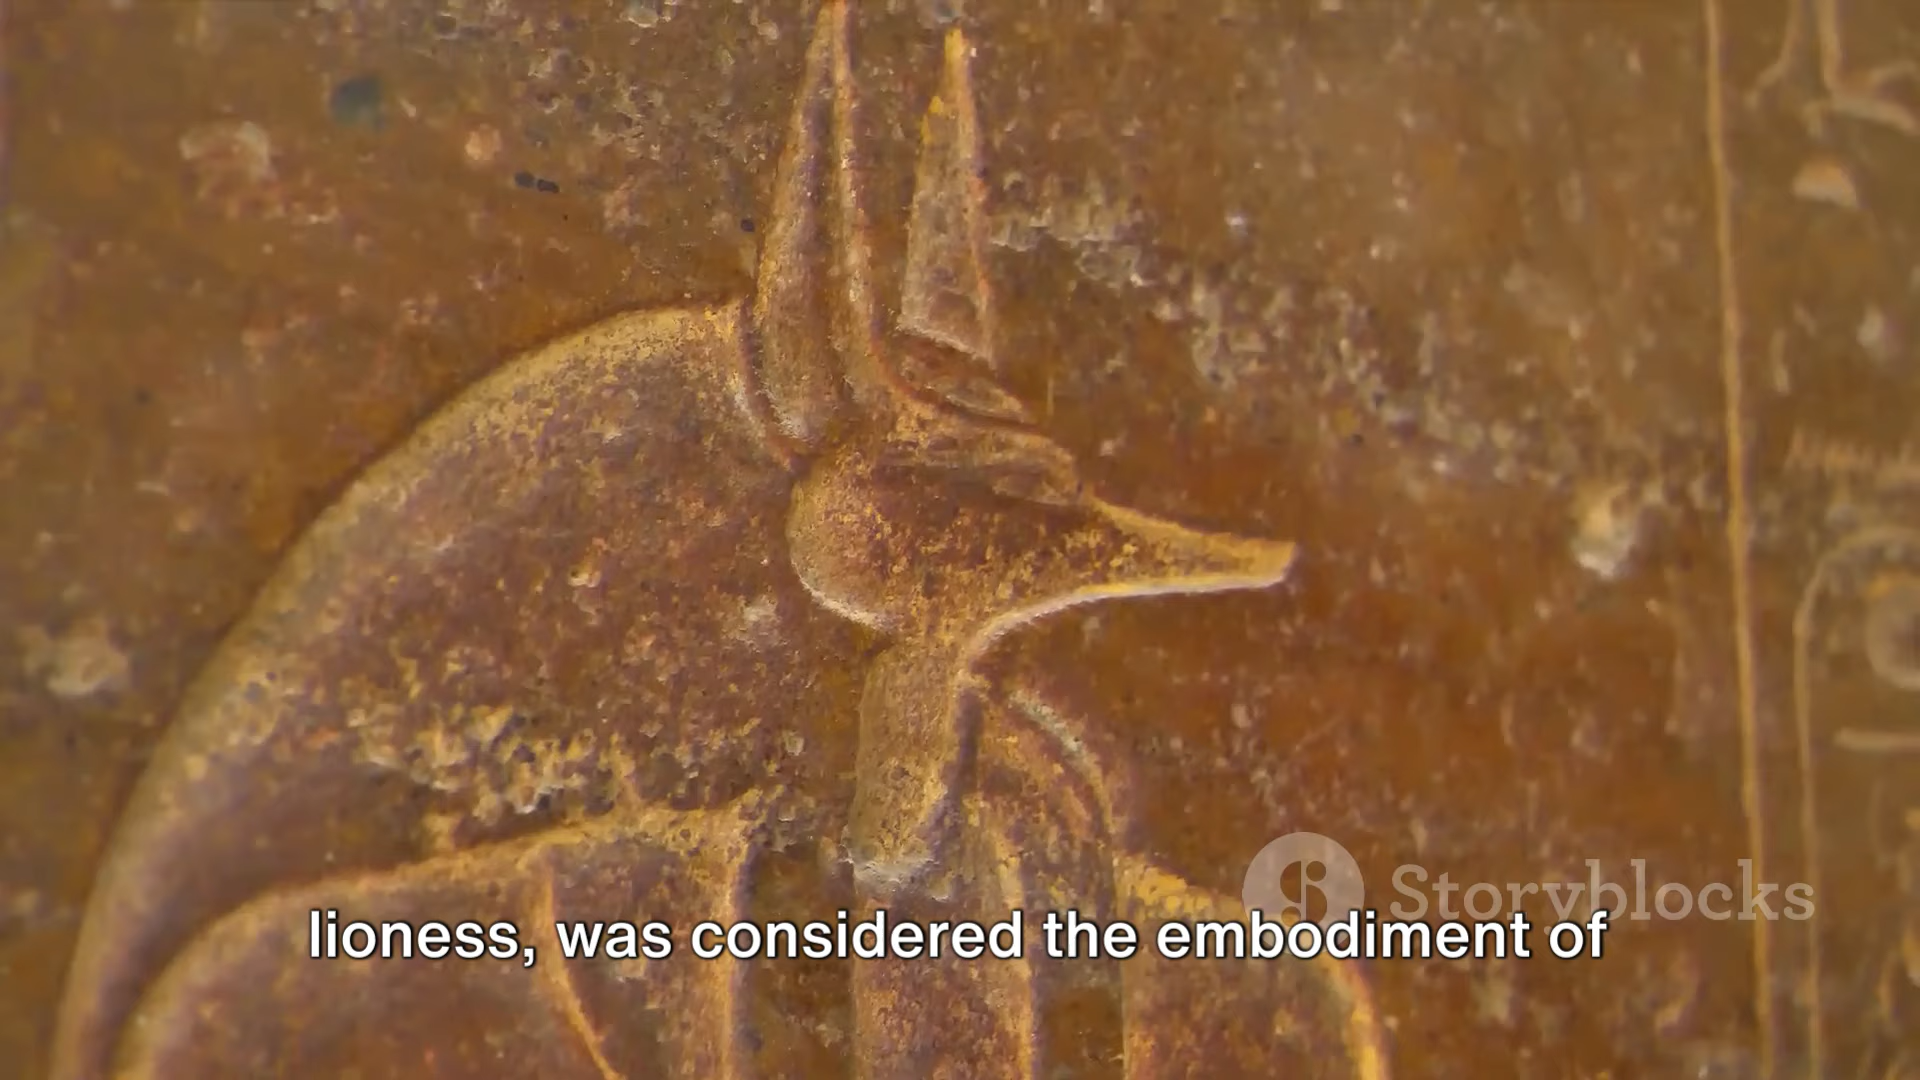 Storyblocks
lioness, was considered the embodiment of